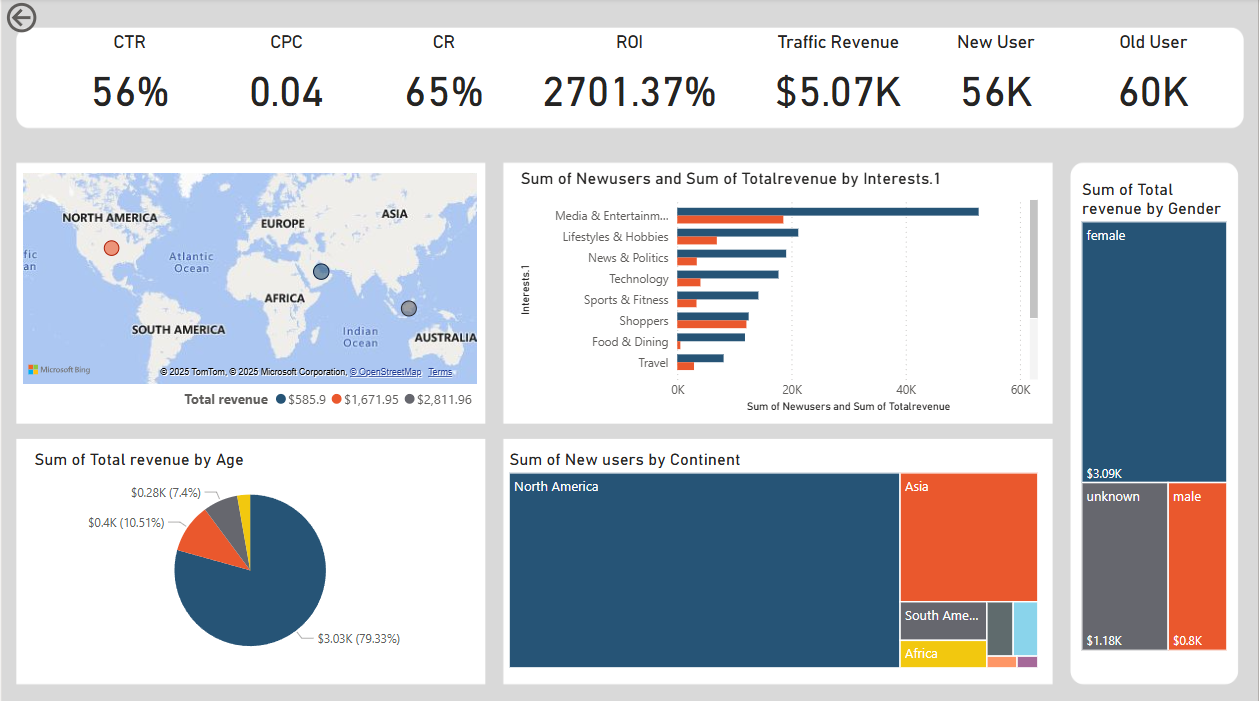 CTR
CPC
CR
ROI
Traffic Revenue
New User
Old User
56%
0.04
65%
2701.37%
$5.07K
56K
60K
NORTH AMERICA
EUROPE
ASIA
fic
an
Atlantic
Ocean
AFRICA
SOUTH AMERICA
Indian
Ocean
AUSTRALIA
Microsoft Bing
© 2025 TomTom, © 2025 Microsoft Corporation, © OpenStreetMap Terms
Total revenue $585.9 $1,671.95 $2,811.96
Sum of Newusers and Sum of Totalrevenue by Interests.1
Interests.1
Media & Entertainm...
Lifestyles & Hobbies
News & Politics
Technology
Sports & Fitness
Shoppers
Food & Dining
Travel
0K 20K 40K 60K
Sum of Newusers and Sum of Totalrevenue
Sum of Total
revenue by Gender
female
$3.09K
unknown
$1.18K
male
$0.8K
Sum of Total revenue by Age
$0.28K (7.4%)
$0.4K (10.51%)
$3.03K (79.33%)
Sum of New users by Continent
North America
Asia
South Ame...
Africa